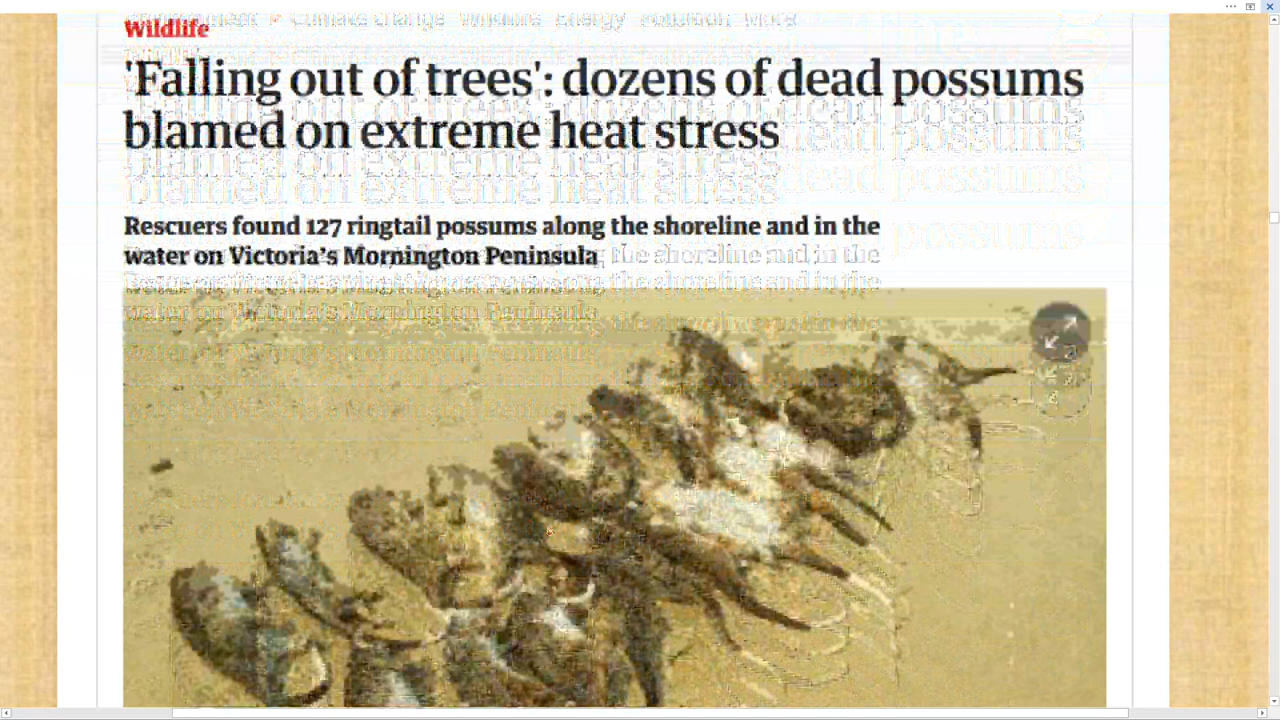 Wildlife
'Falling out of trees': dozens of dead possums
blamed on extreme heat stress
Rescuers found 127 ringtail possums along the shoreline and in the
water on Victoria's Mornington Peninsula